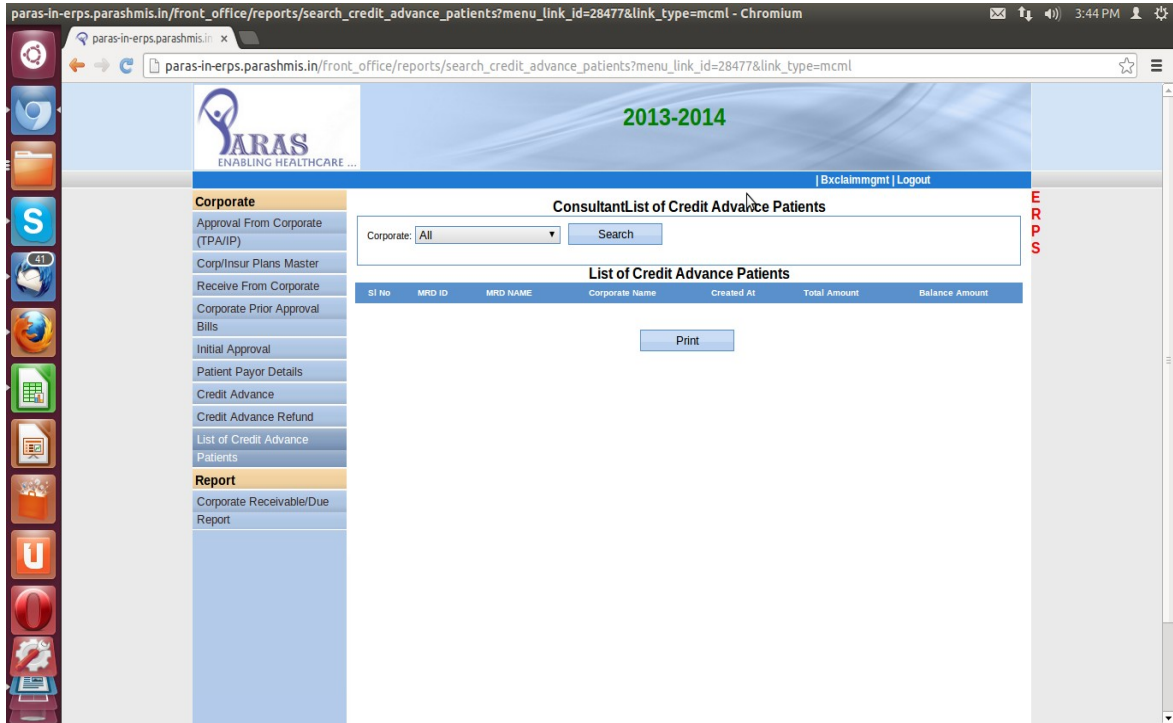 paras-in-erps.parashmis.in/front_office/reports/search_credit_advance_patients?menu_link_id=28477&link_type=mcml - Chromium
3:44 PM
paras-in-erps.parashmis.in
paras-in-erps.parashmis.in/front_office/reports/search_credit_advance_patients?menu_link_id=28477&link_type=mcml
PARAS
ENABLING HEALTHCARE ...
2013-2014
| Bxclaimmgmt | Logout
E
R
P
S
Corporate
Approval From Corporate
(TPA/IP)
Corp/Insur Plans Master
Receive From Corporate
Corporate Prior Approval
Bills
Initial Approval
Patient Payor Details
Credit Advance
Credit Advance Refund
List of Credit Advance
Patients
Report
Corporate Receivable/Due
Report
ConsultantList of Credit Advance Patients
Corporate: All Search
List of Credit Advance Patients
Sl No MRD ID MRD NAME Corporate Name Created At Total Amount Balance Amount
Print
41